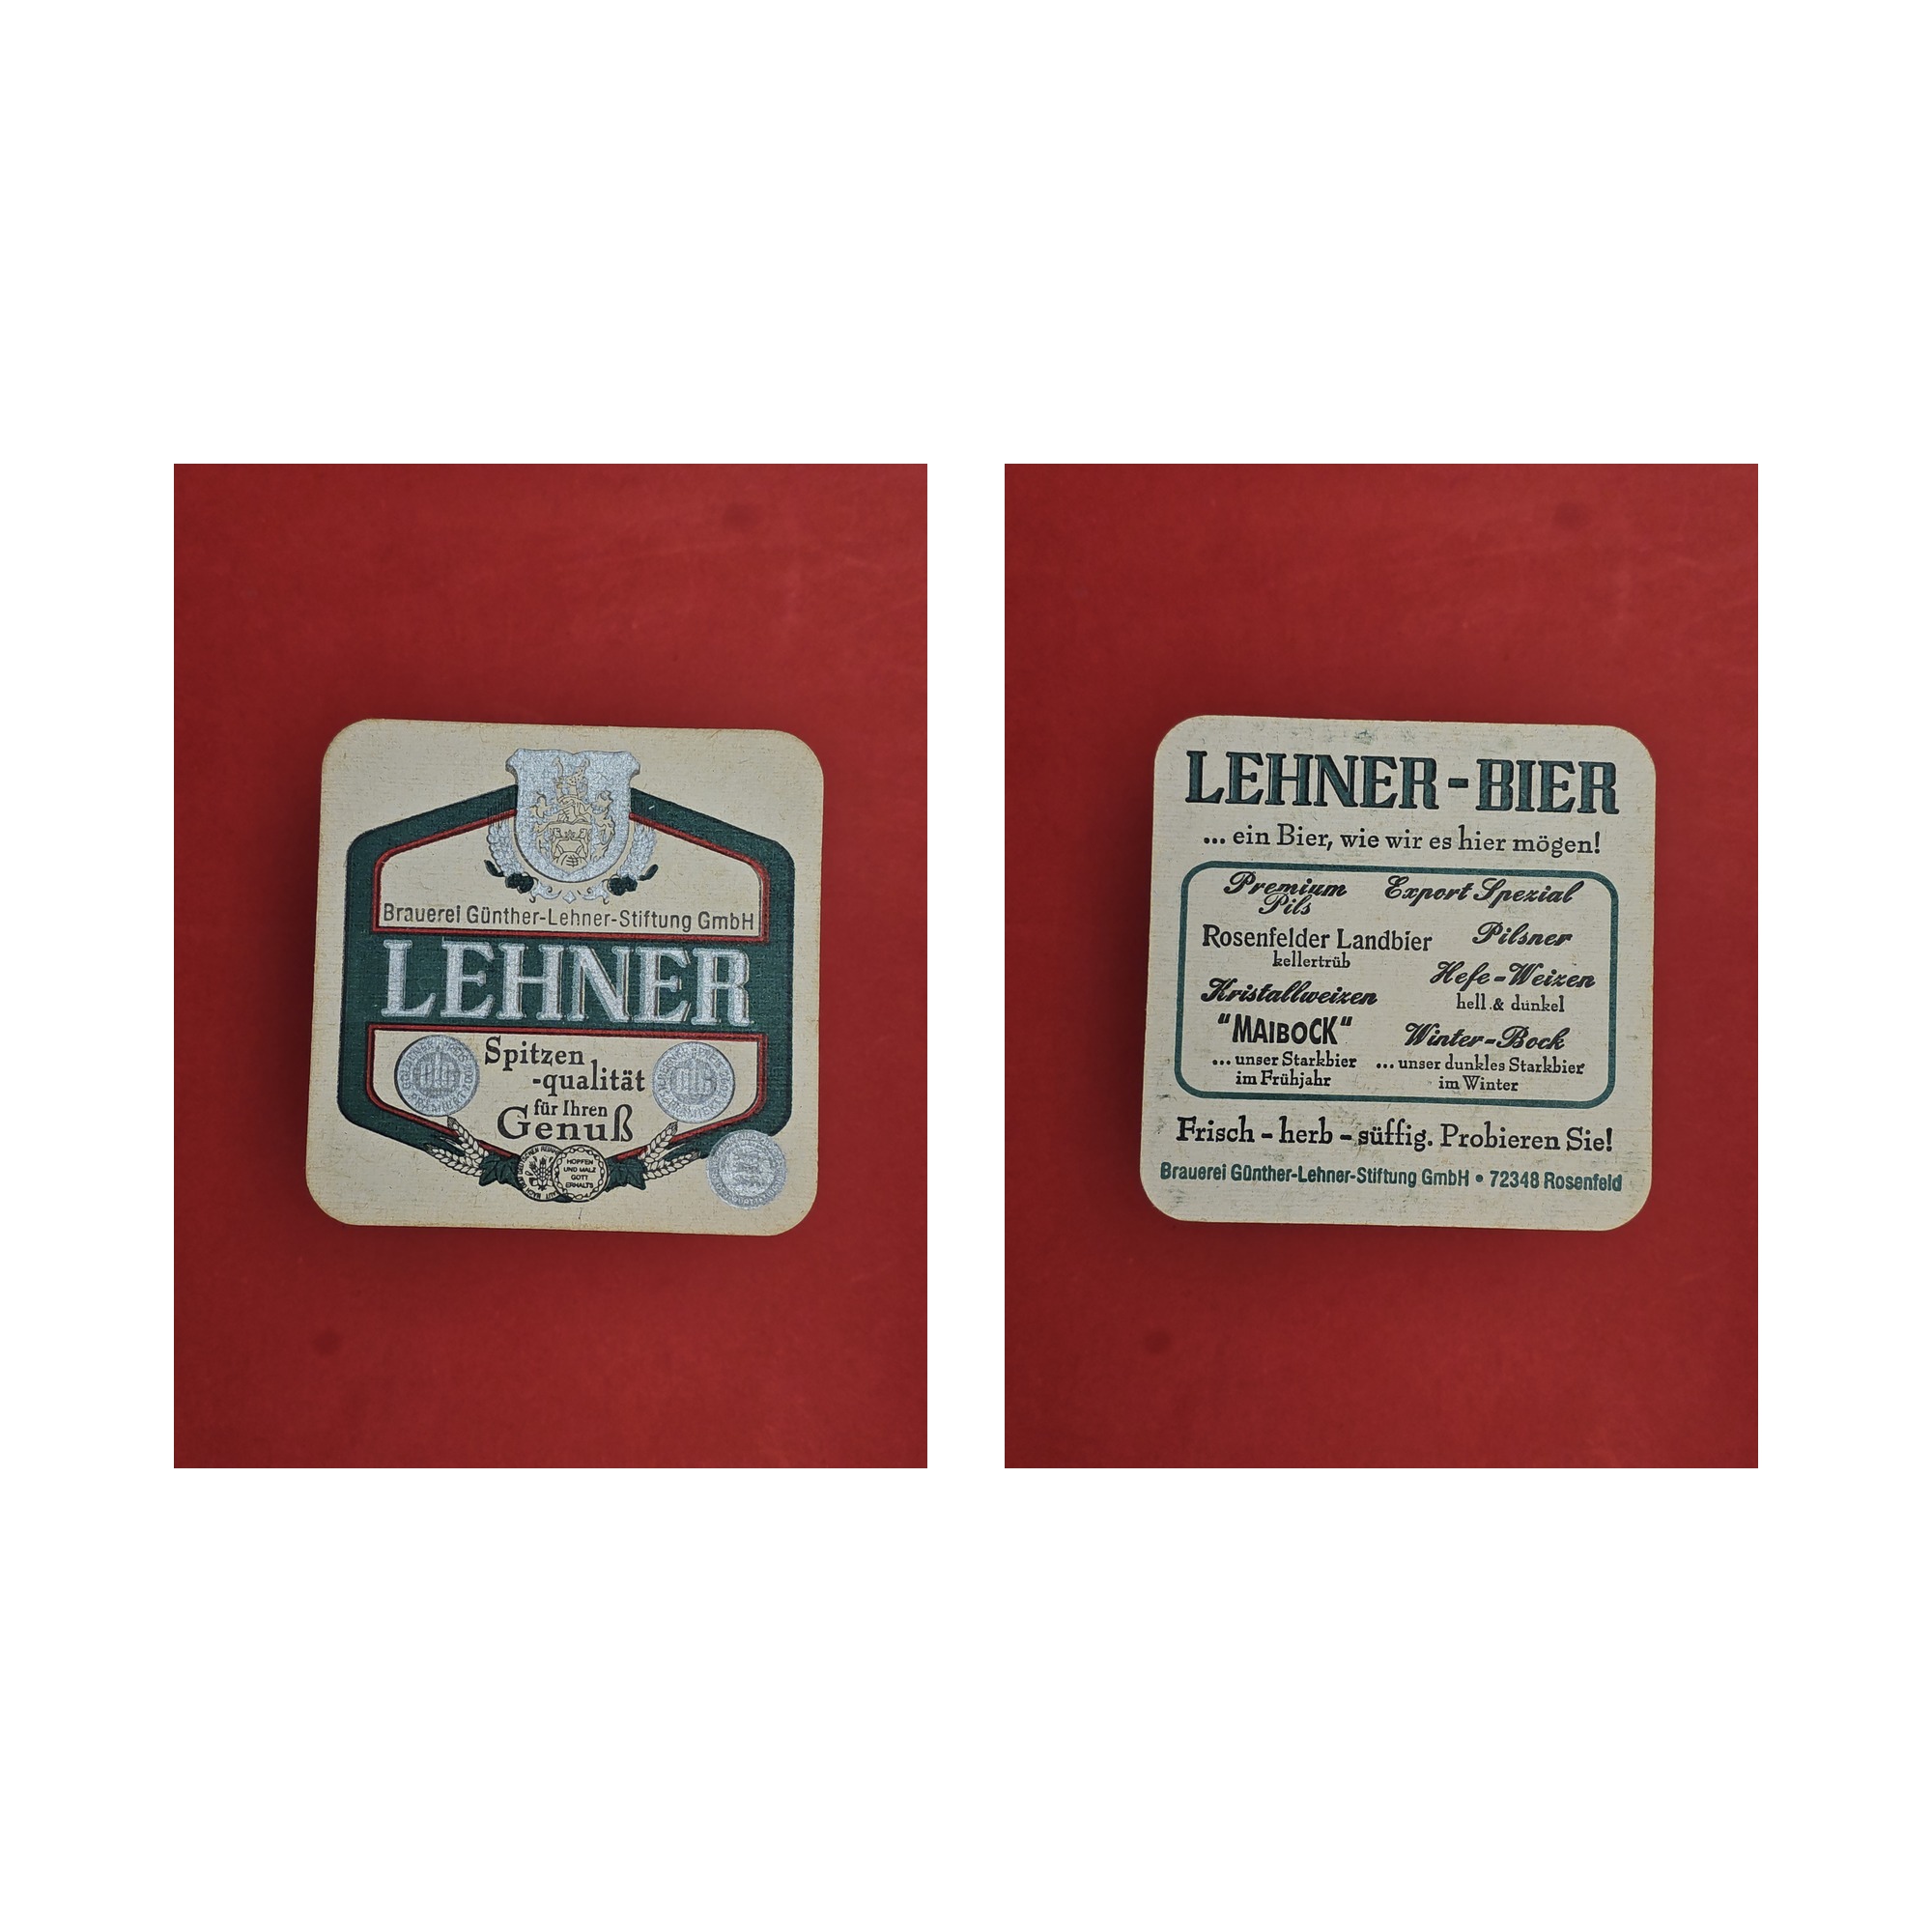 Brauerei Günther-Lehner-Stiftung GmbH
LEHNER
Spitzen
-qualität
für Ihren
Genuß
HOPFEN
UND MALZ
GOTT
ERHALTS
LEHNER-BIER
... ein Bier, wie wir es hier mögen!
Premium
Pils
Export Spezial
Rosenfelder Landbier
kellertrüb
Pilsner
Hefe-Weizen
hell & dunkel
Kristallweizen
"MAIBOCK"
... unser Starkbier
im Frühjahr
Winter-Bock
... unser dunkles Starkbier
im Winter
Frisch - herb - süffig. Probieren Sie!
Brauerei Günther-Lehner-Stiftung GmbH • 72348 Rosenfeld